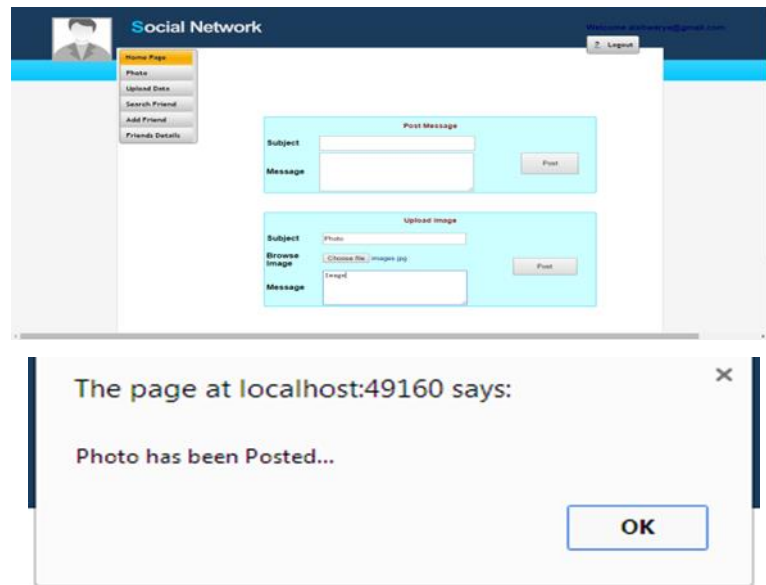 Social Network
Welcome
? Logout
Home Page
Photo
Upload Data
Search Friend
Add Friend
Friends Details
Post Message
Subject
Message
Post
Upload Image
Subject
Photo
Browse
Image
Choose file images.jpg
Message
Image
Post
The page at localhost:49160 says:
×
Photo has been Posted...
OK